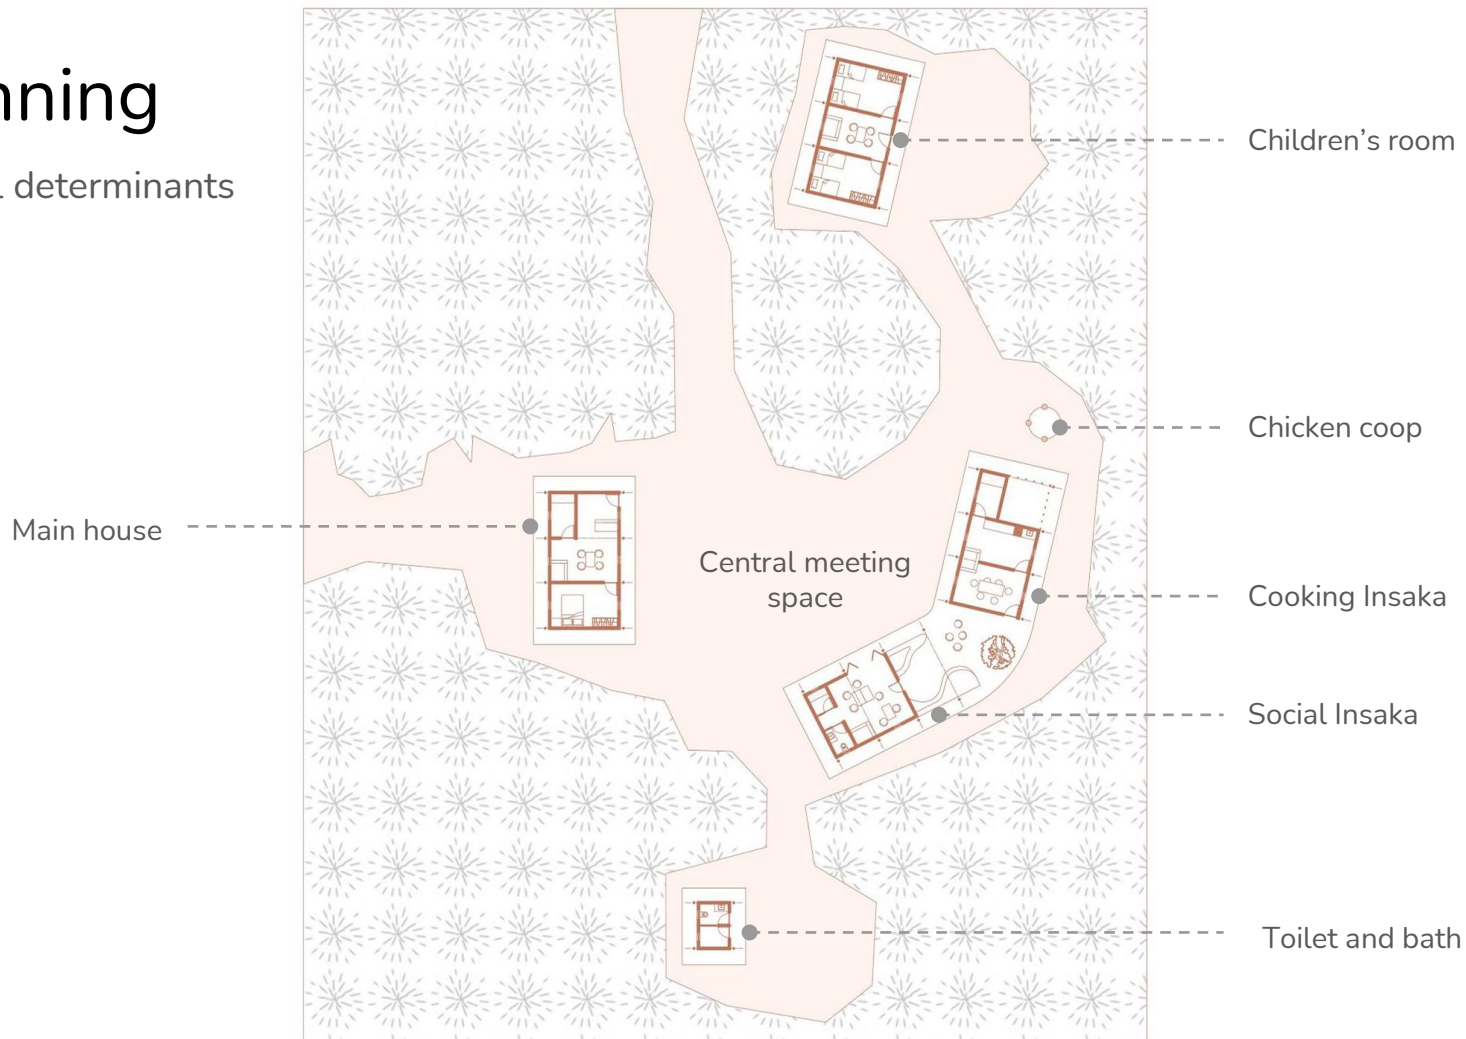 nning
l determinants
Children's room
Chicken coop
Main house
Central meeting
space
Cooking Insaka
Social Insaka
Toilet and bath